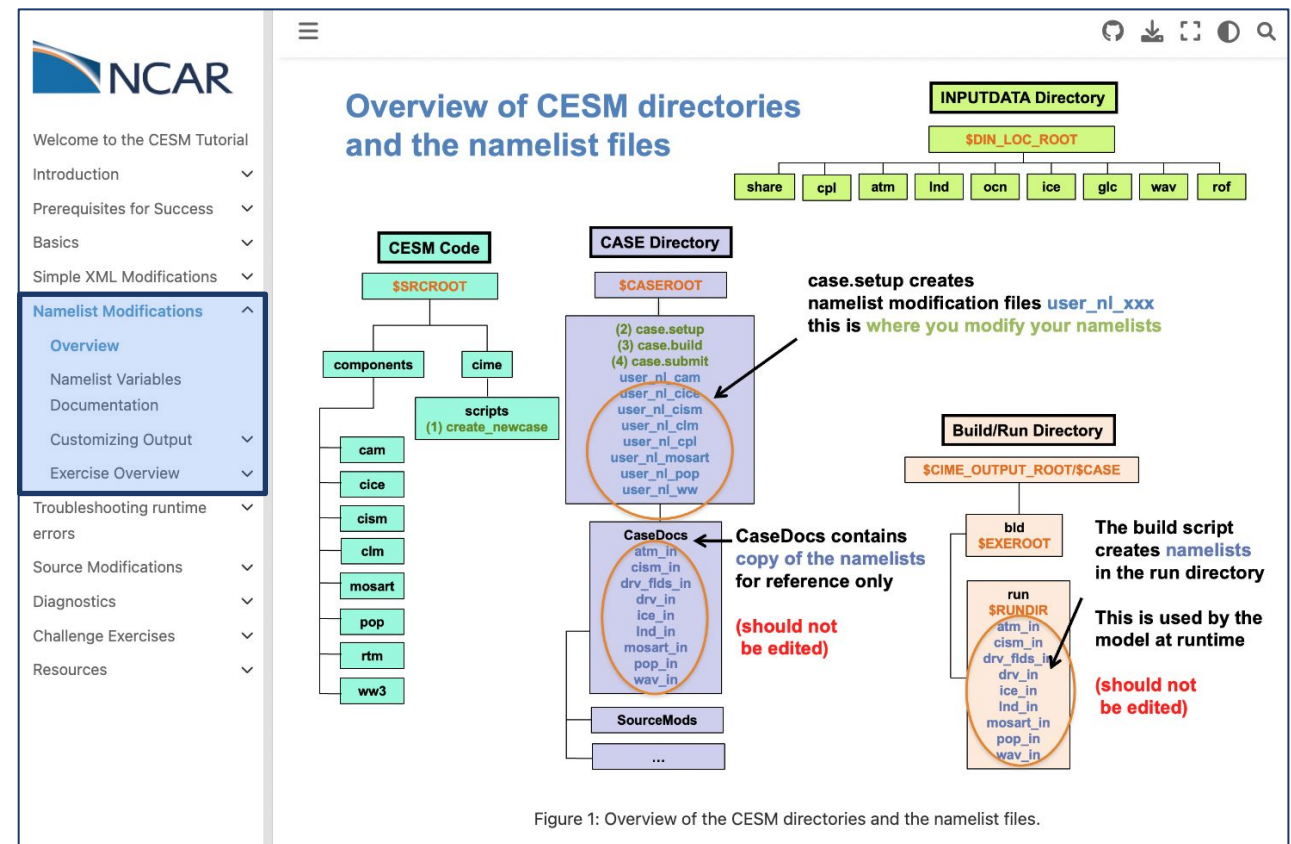 NCAR
Welcome to the CESM Tutorial
Introduction
Prerequisites for Success
Basics
Simple XML Modifications
Namelist Modifications
Overview
Namelist Variables
Documentation
Customizing Output
Exercise Overview
Troubleshooting runtime
errors
Source Modifications
Diagnostics
Challenge Exercises
Resources
Overview of CESM directories
and the namelist files
INPUTDATA Directory
$DIN_LOC_ROOT
share cpl atm lnd ocn ice glc wav rof
CESM Code
$SRCROOT
components
cime
scripts
(1) create_newcase
cam
cice
cism
clm
mosart
pop
rtm
ww3
CASE Directory
$CASEROOT
(2) case.setup
(3) case.build
(4) case.submit
user_nl_cam
user_nl_cice
user_nl_cism
user_nl_clm
user_nl_cpl
user_nl_mosart
user_nl_pop
user_nl_ww
case.setup creates
namelist modification files user_nl_xxx
this is where you modify your namelists
CaseDocs
atm_in
cism_in
drv_flds_in
drv_in
ice_in
lnd_in
mosart_in
pop_in
wav_in
SourceMods
...
CaseDocs contains
copy of the namelists
for reference only
(should not
be edited)
Build/Run Directory
$CIME_OUTPUT_ROOT/$CASE
bld
$EXEROOT
run
$RUNDIR
atm_in
cism_in
drv_flds_in
drv_in
ice_in
lnd_in
mosart_in
pop_in
wav_in
The build script
creates namelists
in the run directory
This is used by the
model at runtime
(should not
be edited)
Figure 1: Overview of the CESM directories and the namelist files.